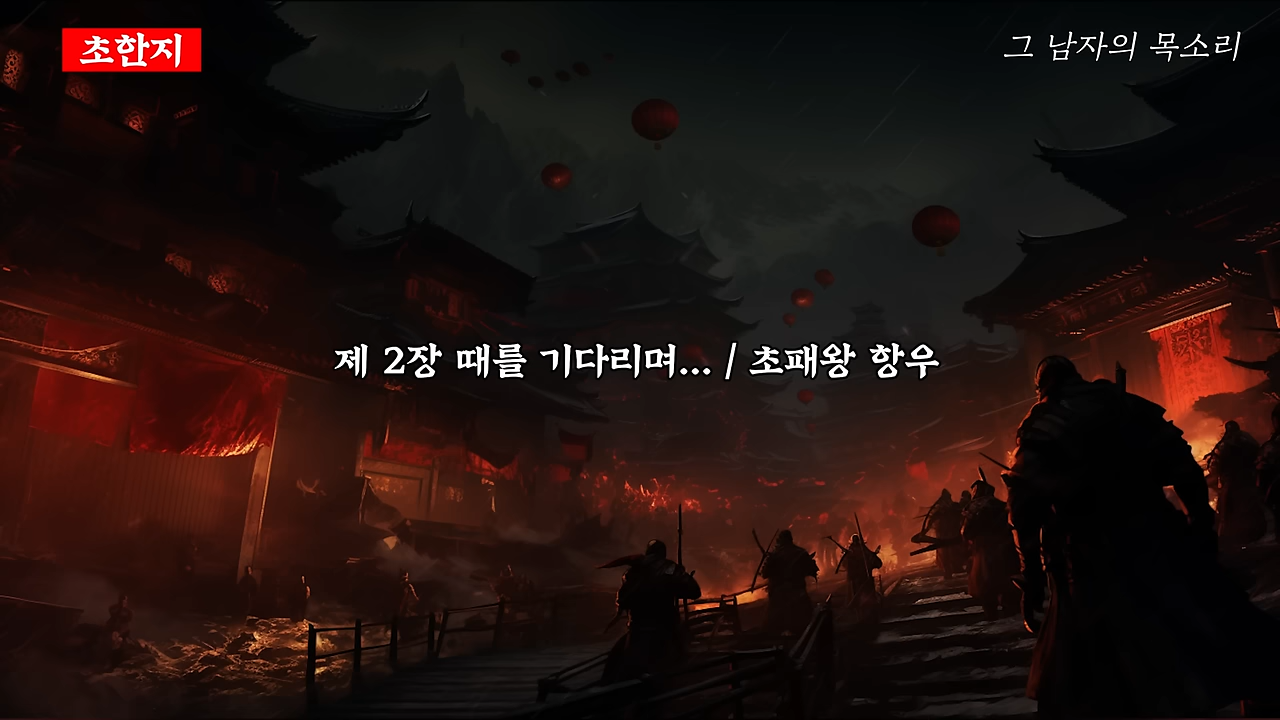 초한지
그 남자의 목소리
제 2장 때를 기다리며... / 초패왕 항우